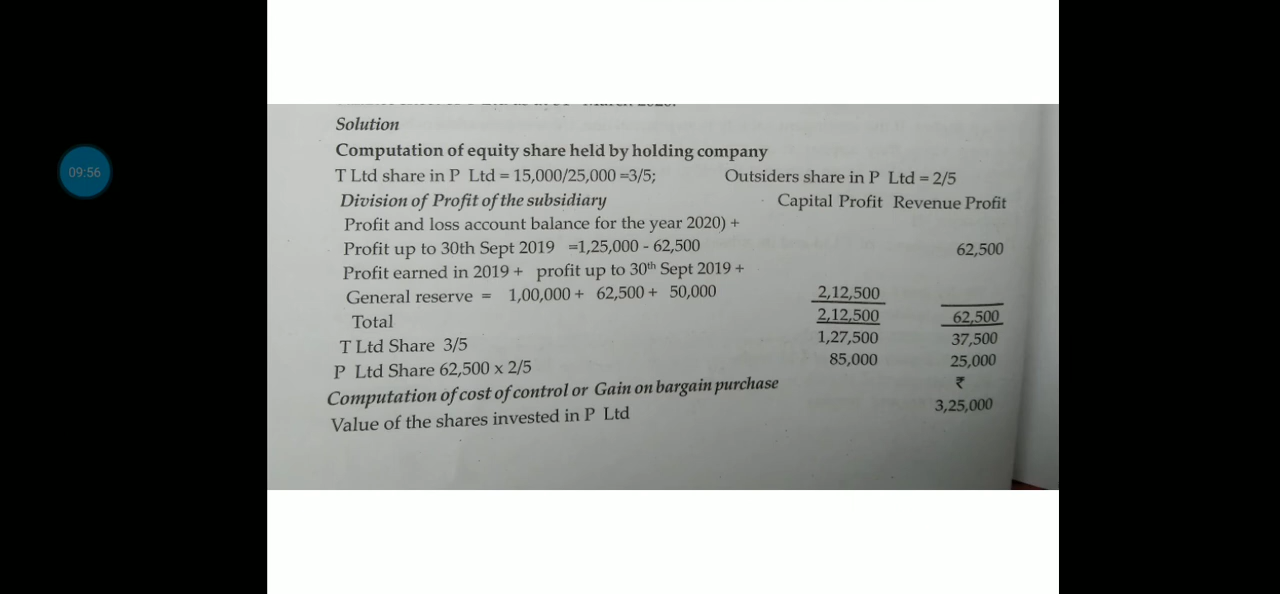 09:56
Solution
Computation of equity share held by holding company
T Ltd share in P Ltd = 15,000/25,000 =3/5; Outsiders share in P Ltd = 2/5
Division of Profit of the subsidiary Capital Profit Revenue Profit
Profit and loss account balance for the year 2020) +
Profit up to 30th Sept 2019 =1,25,000 - 62,500 62,500
Profit earned in 2019 + profit up to 30th Sept 2019 +
General reserve = 1,00,000 + 62,500 + 50,000 2,12,500
Total 2,12,500 62,500
T Ltd Share 3/5 1,27,500 37,500
P Ltd Share 62,500 x 2/5 85,000 25,000
Computation of cost of control or Gain on bargain purchase ₹
Value of the shares invested in P Ltd 3,25,000